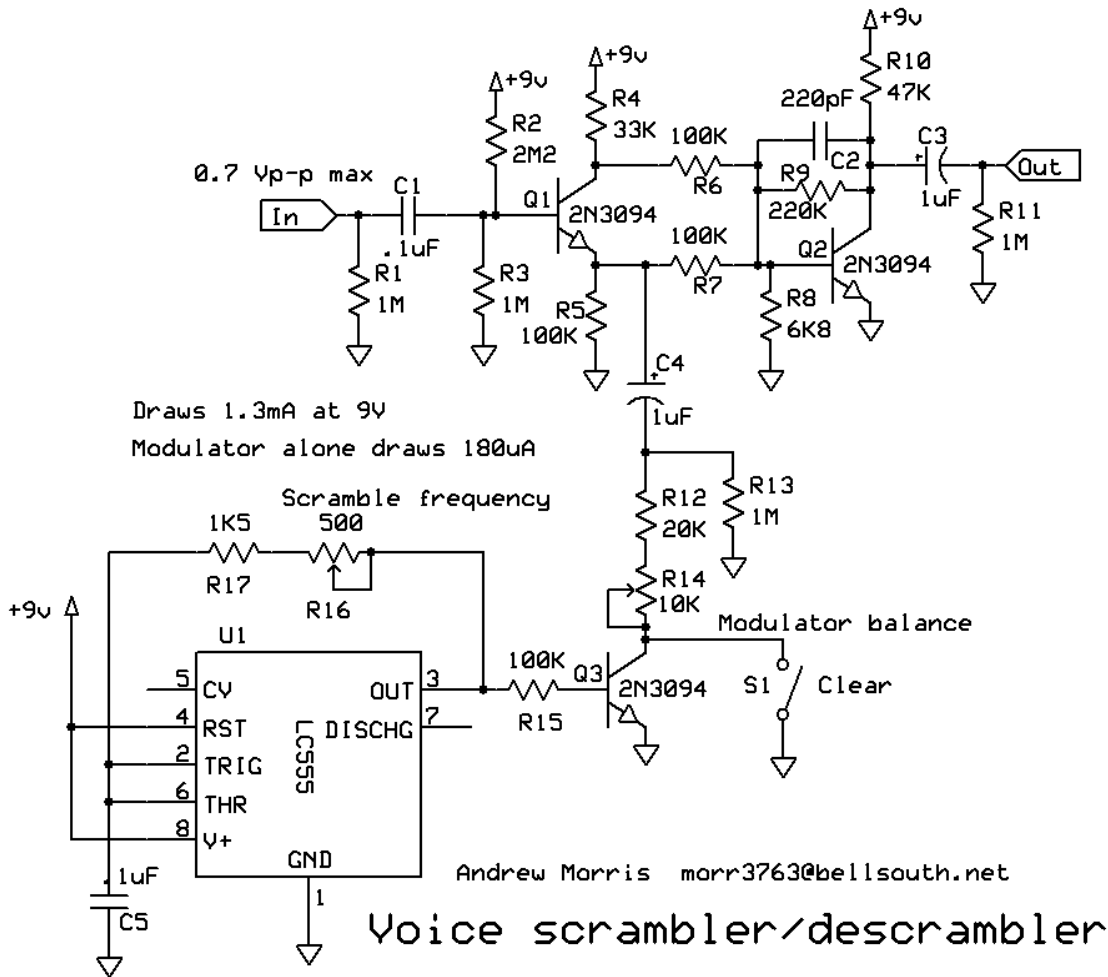 +9v
+9v
R10
47K
+9v
R4
33K
220pF
C2
R2
2M2
100K
R6
C3
+
1uF
Out
0.7 Vp-p max
C1
.1uF
In
Q1
2N3094
R9
220K
R11
1M
R1
1M
R3
1M
100K
R7
Q2
2N3094
R5
100K
R8
6K8
C4
+
1uF
Draws 1.3mA at 9V
Modulator alone draws 180uA
Scramble frequency
1K5
500
R17
R16
R12
20K
R13
1M
R14
10K
+9v
U1
Modulator balance
5
CV
OUT
3
100K
R15
Q3
2N3094
S1
Clear
4
RST
DISCHG
7
LC555
2
TRIG
6
THR
8
V+
GND
1
.1uF
C5
Andrew Morris morr3763@bellsouth.net
Voice scrambler/descrambler